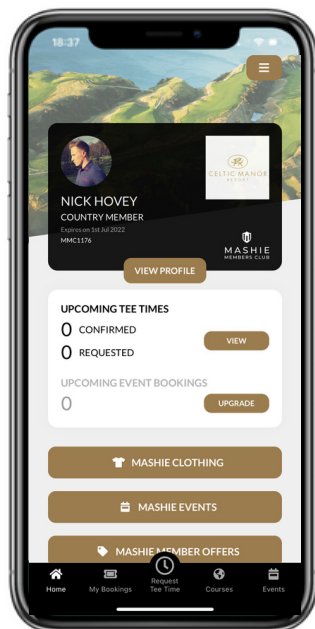 18:37
CELTIC MANOR
RESORT
NICK HOVEY
COUNTRY MEMBER
Expires on 1st Jul 2022
MMC1176
MASHIE
MEMBERS CLUB
VIEW PROFILE
UPCOMING TEE TIMES
0 CONFIRMED
VIEW
0 REQUESTED
UPCOMING EVENT BOOKINGS
0
UPGRADE
MASHIE CLOTHING
MASHIE EVENTS
MASHIE MEMBER OFFERS
Home
My Bookings
Request
Tee Time
Courses
Events